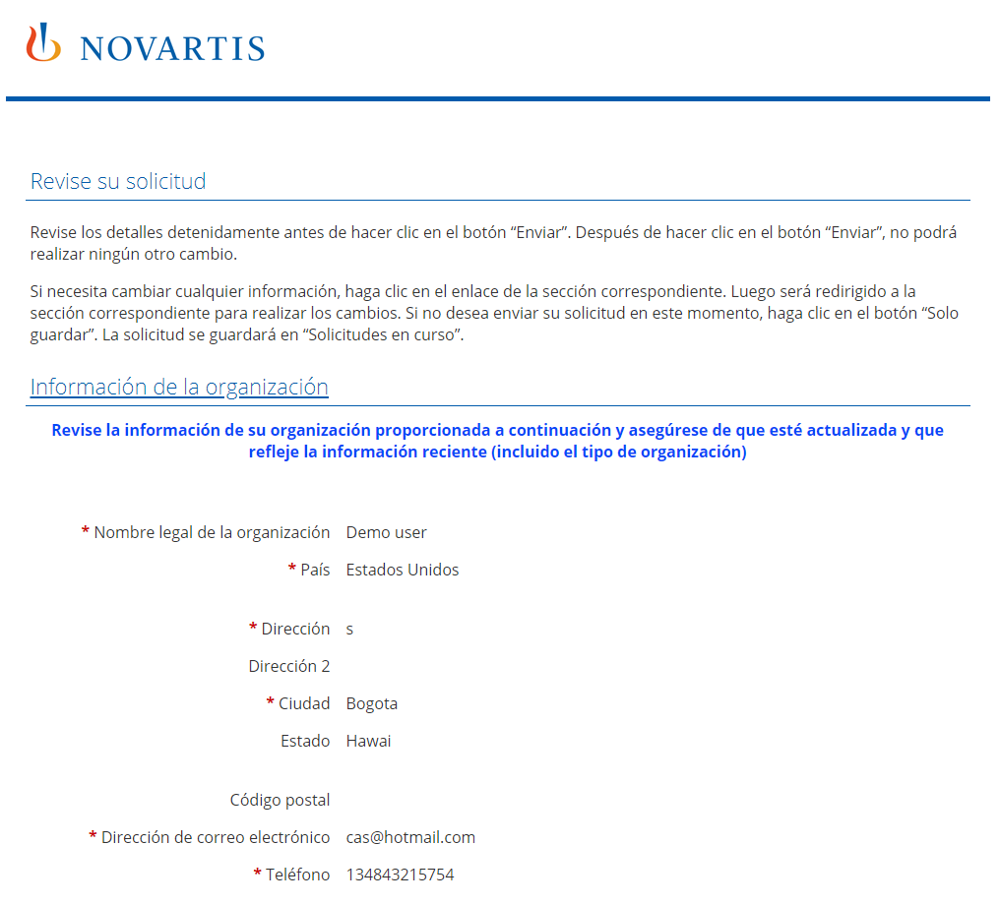 NOVARTIS
Revise su solicitud
Revise los detalles detenidamente antes de hacer clic en el botón “Enviar”. Después de hacer clic en el botón “Enviar”, no podrá
realizar ningún otro cambio.
Si necesita cambiar cualquier información, haga clic en el enlace de la sección correspondiente. Luego será redirigido a la
sección correspondiente para realizar los cambios. Si no desea enviar su solicitud en este momento, haga clic en el botón “Solo
guardar”. La solicitud se guardará en “Solicitudes en curso”.
Información de la organización
Revise la información de su organización proporcionada a continuación y asegúrese de que esté actualizada y que
refleje la información reciente (incluido el tipo de organización)
* Nombre legal de la organización Demo user
* País Estados Unidos
* Dirección s
Dirección 2
* Ciudad Bogota
Estado Hawai
Código postal
* Dirección de correo electrónico cas@hotmail.com
* Teléfono 134843215754